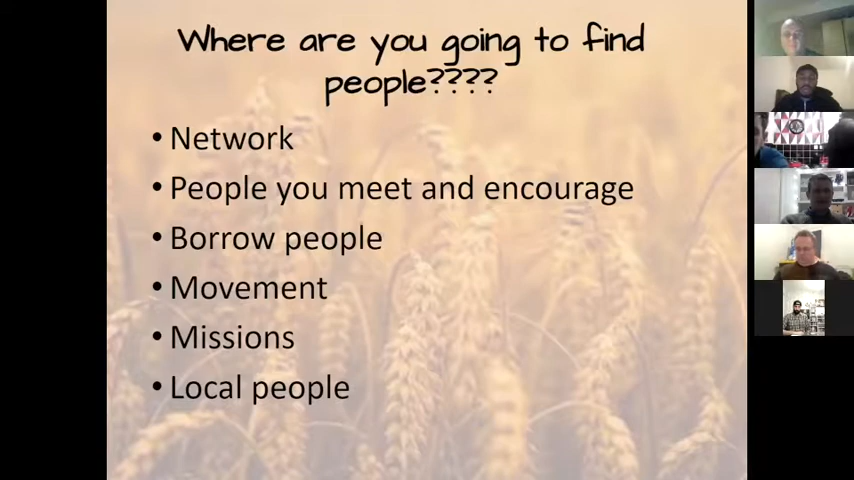 Where are you going to find
people????
• Network
• People you meet and encourage
• Borrow people
• Movement
• Missions
• Local people